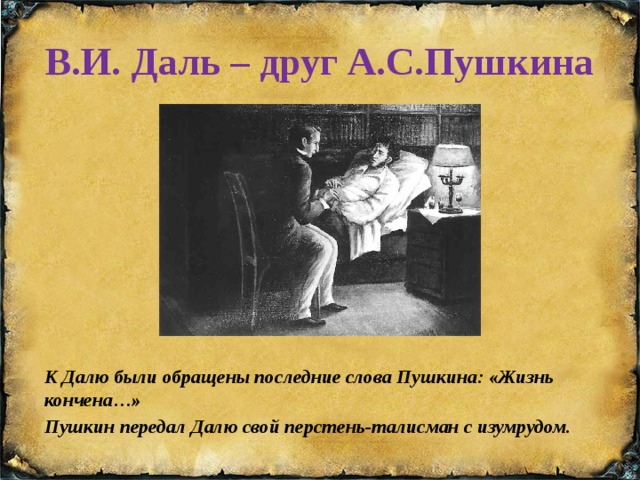 В.И. Даль – друг А.С.Пушкина
К Далю были обращены последние слова Пушкина: «Жизнь
кончена…»
Пушкин передал Далю свой перстень-талисман с изумрудом.